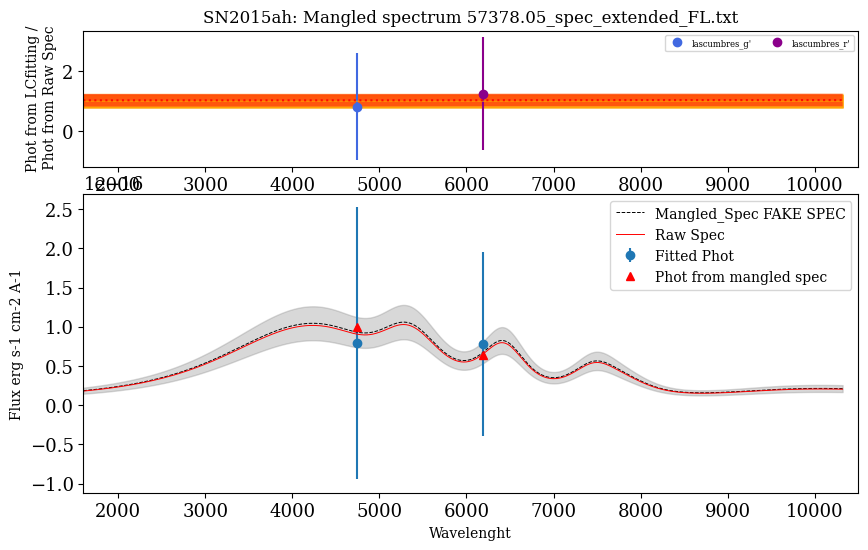 SN2015ah: Mangled spectrum 57378.05_spec_extended_FL.txt
Phot from LCfitting /
Phot from Raw Spec
2
0
lascumbres_g'
lascumbres_r'
2000 3000 4000 5000 6000 7000 8000 9000 10000
1e−16
Flux erg s-1 cm-2 A-1
2.5
2.0
1.5
1.0
0.5
0.0
−0.5
−1.0
Mangled_Spec FAKE SPEC
Raw Spec
Fitted Phot
Phot from mangled spec
2000 3000 4000 5000 6000 7000 8000 9000 10000
Wavelenght